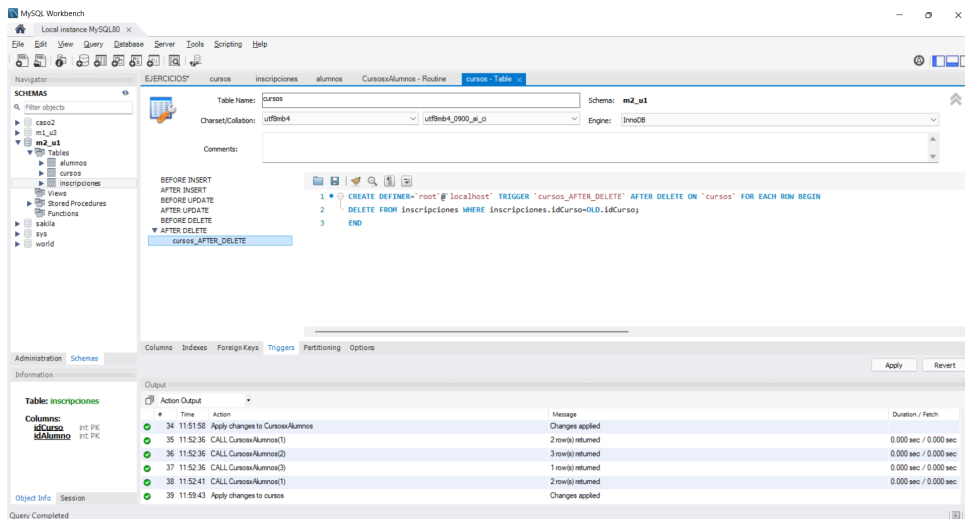 MySQL Workbench
Local instance MySQL80 ×
File Edit View Query Database Server Tools Scripting Help
Navigator
SCHEMAS
Filter objects
caso2
m1_u3
m2_u1
Tables
alumnos
cursos
inscripciones
Views
Stored Procedures
Functions
sakila
sys
world
Administration Schemas
Information
Table: inscripciones
Columns:
idCurso int PK
idAlumno int PK
Object Info Session
EJERCICIOS* cursos inscripciones alumnos CursosxAlumnos - Routine cursos - Table ×
Table Name: cursos Schema: m2_u1
Charset/Collation: utf8mb4 utf8mb4_0900_ai_ci Engine: InnoDB
Comments:
BEFORE INSERT
AFTER INSERT
BEFORE UPDATE
AFTER UPDATE
BEFORE DELETE
AFTER DELETE
cursos_AFTER_DELETE
1 CREATE DEFINER=`root`@`localhost` TRIGGER `cursos_AFTER_DELETE` AFTER DELETE ON `cursos` FOR EACH ROW BEGIN
2 DELETE FROM inscripciones WHERE inscripciones.idCurso=OLD.idCurso;
3 END
Columns Indexes Foreign Keys Triggers Partitioning Options
Apply Revert
Output
Action Output
# Time Action Message Duration / Fetch
34 11:51:58 Apply changes to CursosxAlumnos Changes applied
35 11:52:36 CALL CursosxAlumnos(1) 2 row(s) returned 0.000 sec / 0.000 sec
36 11:52:36 CALL CursosxAlumnos(2) 3 row(s) returned 0.000 sec / 0.000 sec
37 11:52:36 CALL CursosxAlumnos(3) 1 row(s) returned 0.000 sec / 0.000 sec
38 11:52:41 CALL CursosxAlumnos(1) 2 row(s) returned 0.000 sec / 0.000 sec
39 11:59:43 Apply changes to cursos Changes applied
Query Completed